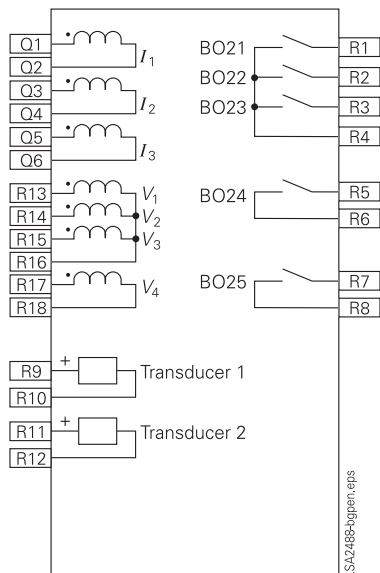 Q1
Q2
I1
Q3
Q4
I2
Q5
Q6
I3
R13
V1
R14
V2
R15
V3
R16
R17
V4
R18
R9
+
Transducer 1
R10
R11
+
Transducer 2
R12
BO21
R1
BO22
R2
BO23
R3
R4
BO24
R5
R6
BO25
R7
R8
LSA2488-bgpen.eps